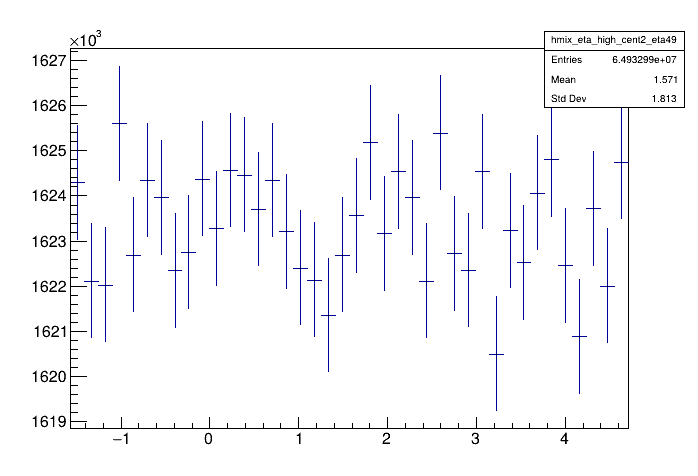 ×10³
hmix_eta_high_cent2_eta49
Entries 6.493299e+07
Mean 1.571
Std Dev 1.813
1627
1626
1625
1624
1623
1622
1621
1620
1619
−1 0 1 2 3 4